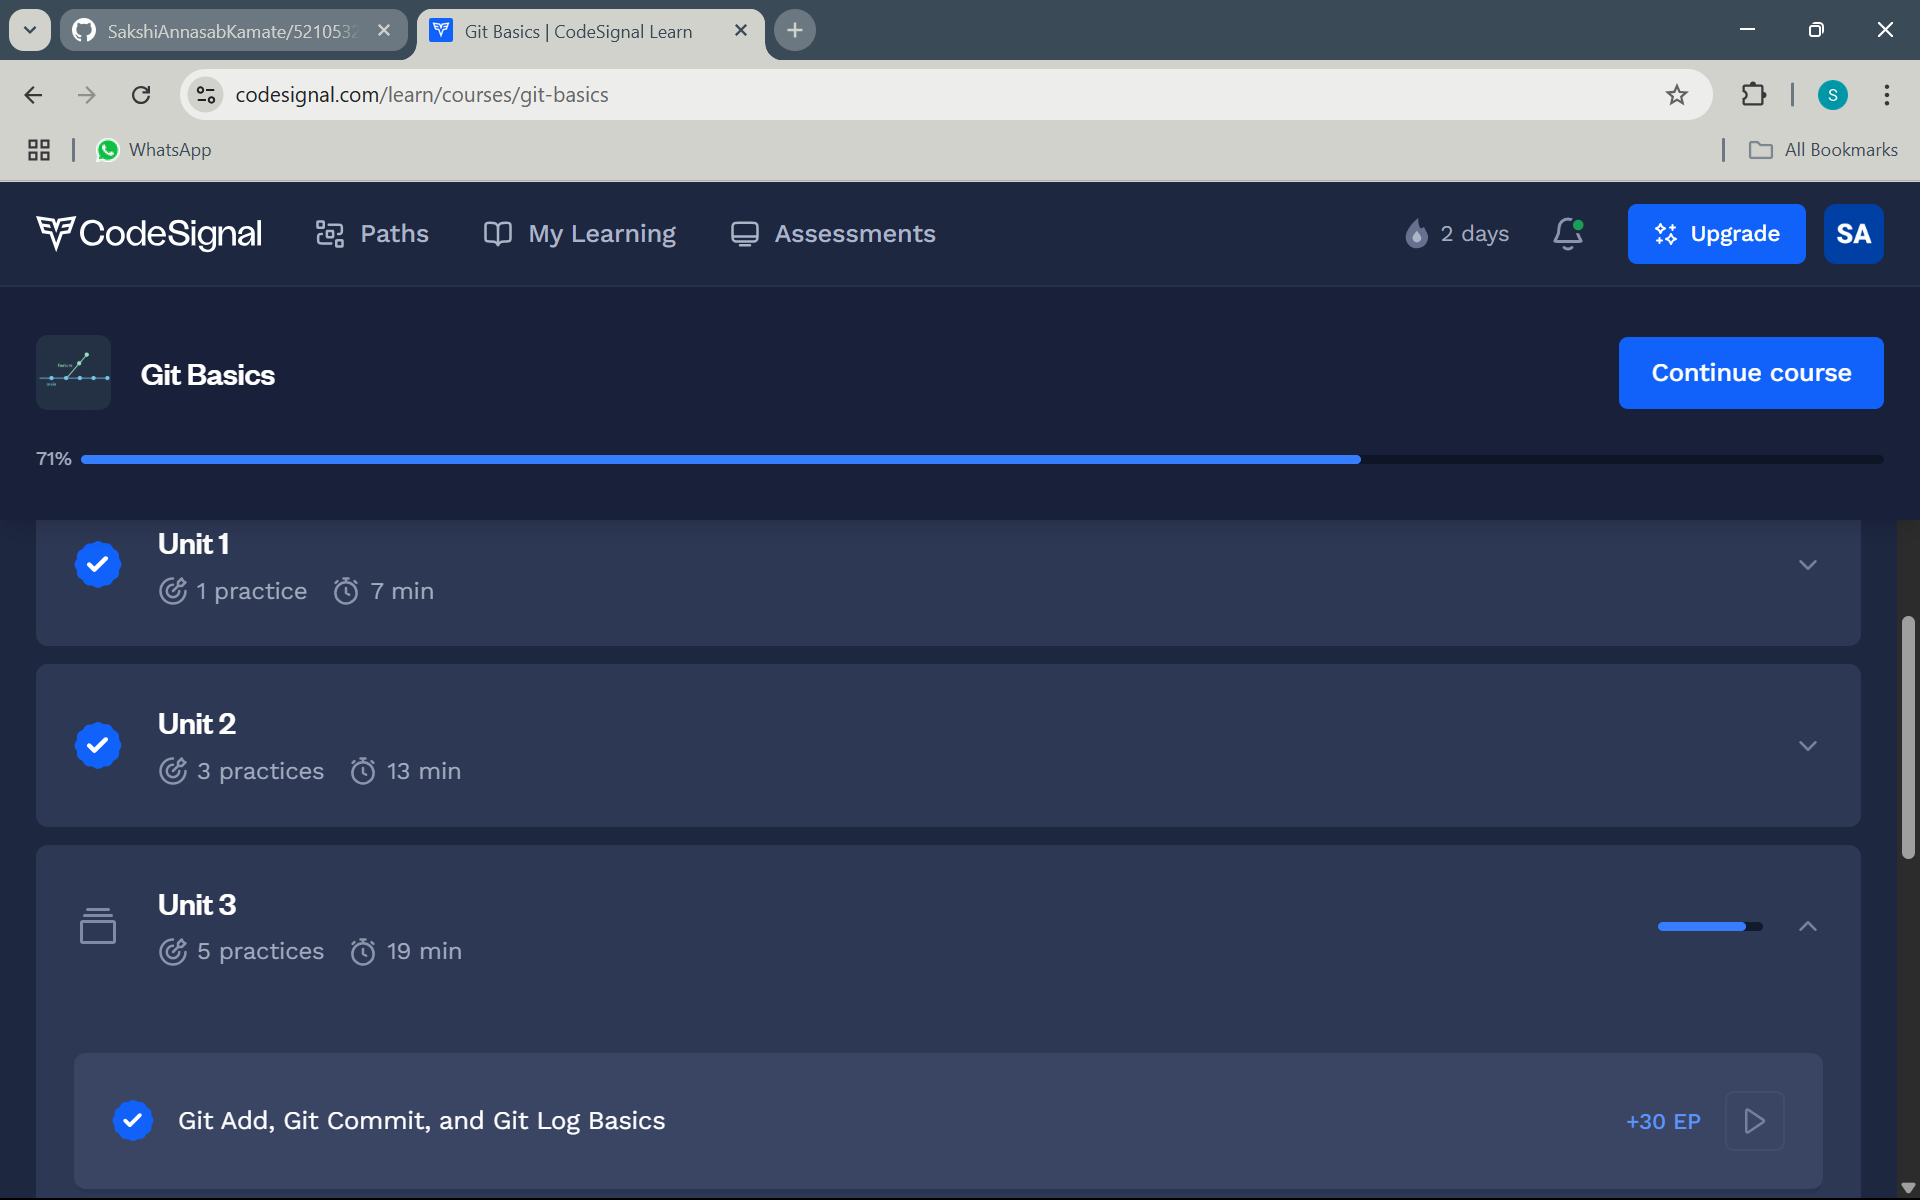 SakshiAnnasabKamate/5210532
Git Basics | CodeSignal Learn
codesignal.com/learn/courses/git-basics
S
WhatsApp
All Bookmarks
CodeSignal
Paths
My Learning
Assessments
2 days
Upgrade
SA
Git Basics
Continue course
71%
Unit 1
1 practice
7 min
Unit 2
3 practices
13 min
Unit 3
5 practices
19 min
Git Add, Git Commit, and Git Log Basics
+30 EP